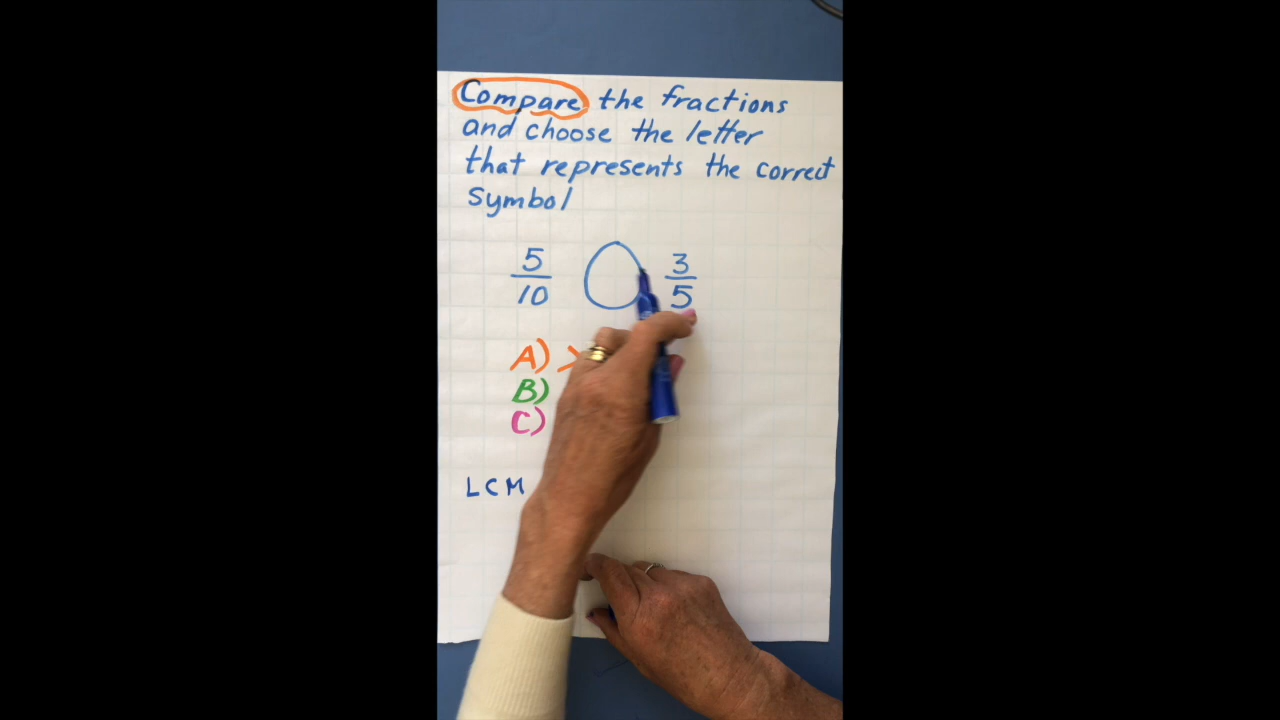 Compare the fractions
and choose the letter
that represents the correct
Symbol
5/10 3/5
A) >
B)
C)
LCM